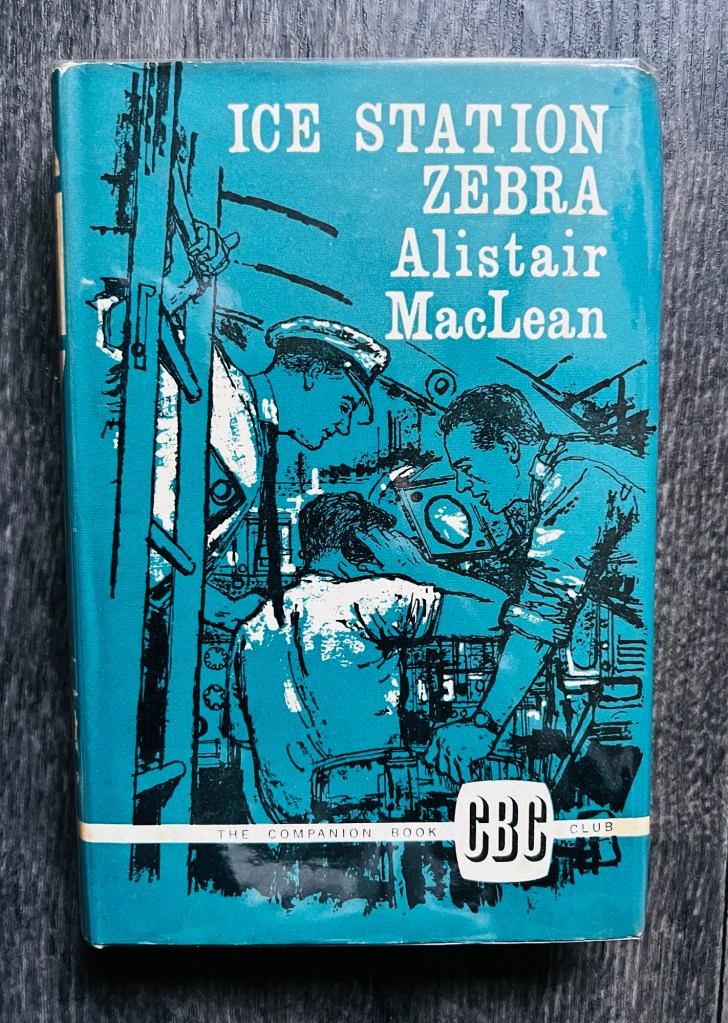 ICE STATION
ZEBRA
Alistair
MacLean
THE COMPANION BOOK CBC CLUB